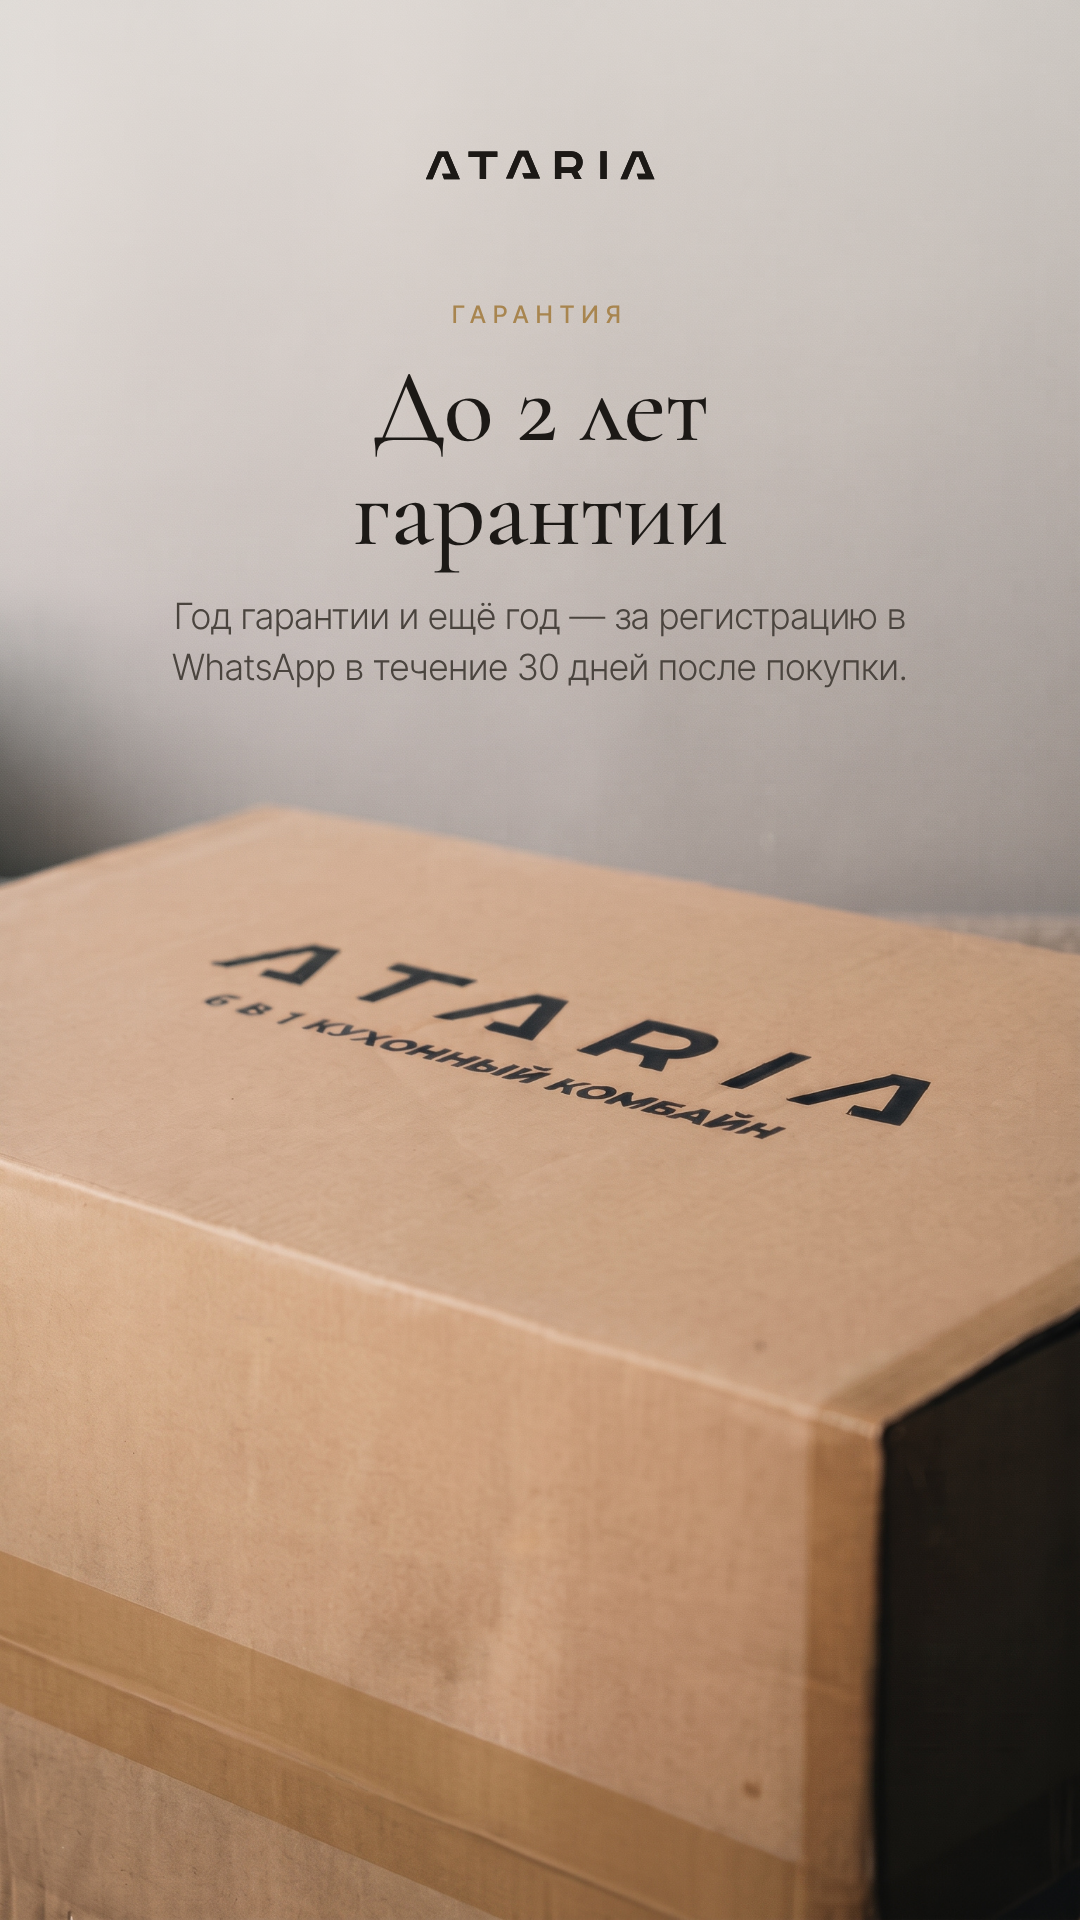 ATARIA
ГАРАНТИЯ
До 2 лет
гарантии
Год гарантии и ещё год — за регистрацию в
WhatsApp в течение 30 дней после покупки.
ATARIA
6 В 1 КУХОННЫЙ КОМБАЙН